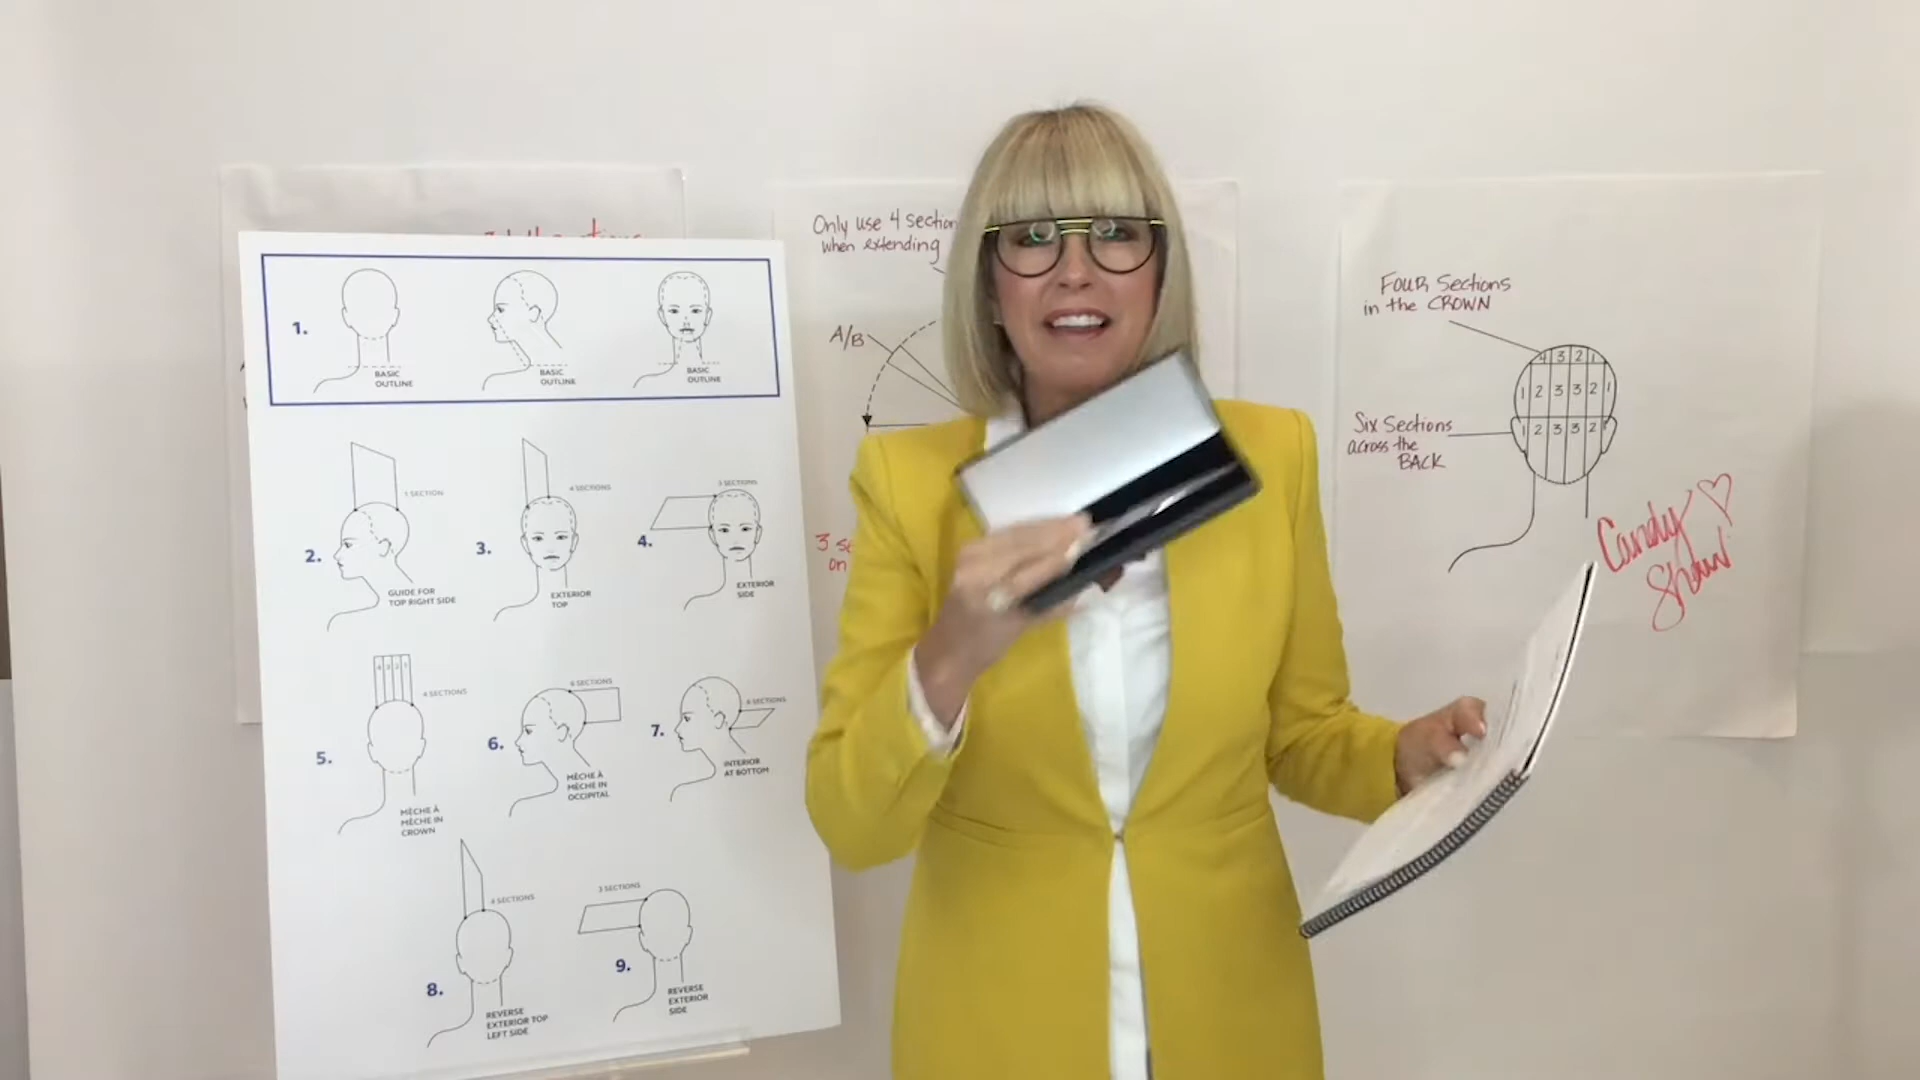 1.
BASIC
OUTLINE
BASIC
OUTLINE
BASIC
OUTLINE
2.
1 SECTION
GUIDE FOR
TOP RIGHT SIDE
3.
4 SECTIONS
EXTERIOR
TOP
4.
3 SECTIONS
EXTERIOR
SIDE
5.
4 3 2 1
4 SECTIONS
MÈCHE À
MÈCHE IN
CROWN
6.
6 SECTIONS
MÈCHE À
MÈCHE IN
OCCIPITAL
7.
6 SECTIONS
INTERIOR
AT BOTTOM
8.
4 SECTIONS
REVERSE
EXTERIOR TOP
LEFT SIDE
9.
3 SECTIONS
REVERSE
EXTERIOR
SIDE
Only use 4 section
when extending
A/B
3
on
FOUR Sections
in the CROWN
4 3 2 1
1 2 3 3 2 1
Six Sections
across the
BACK
1 2 3 3 2
Candy
Shaw